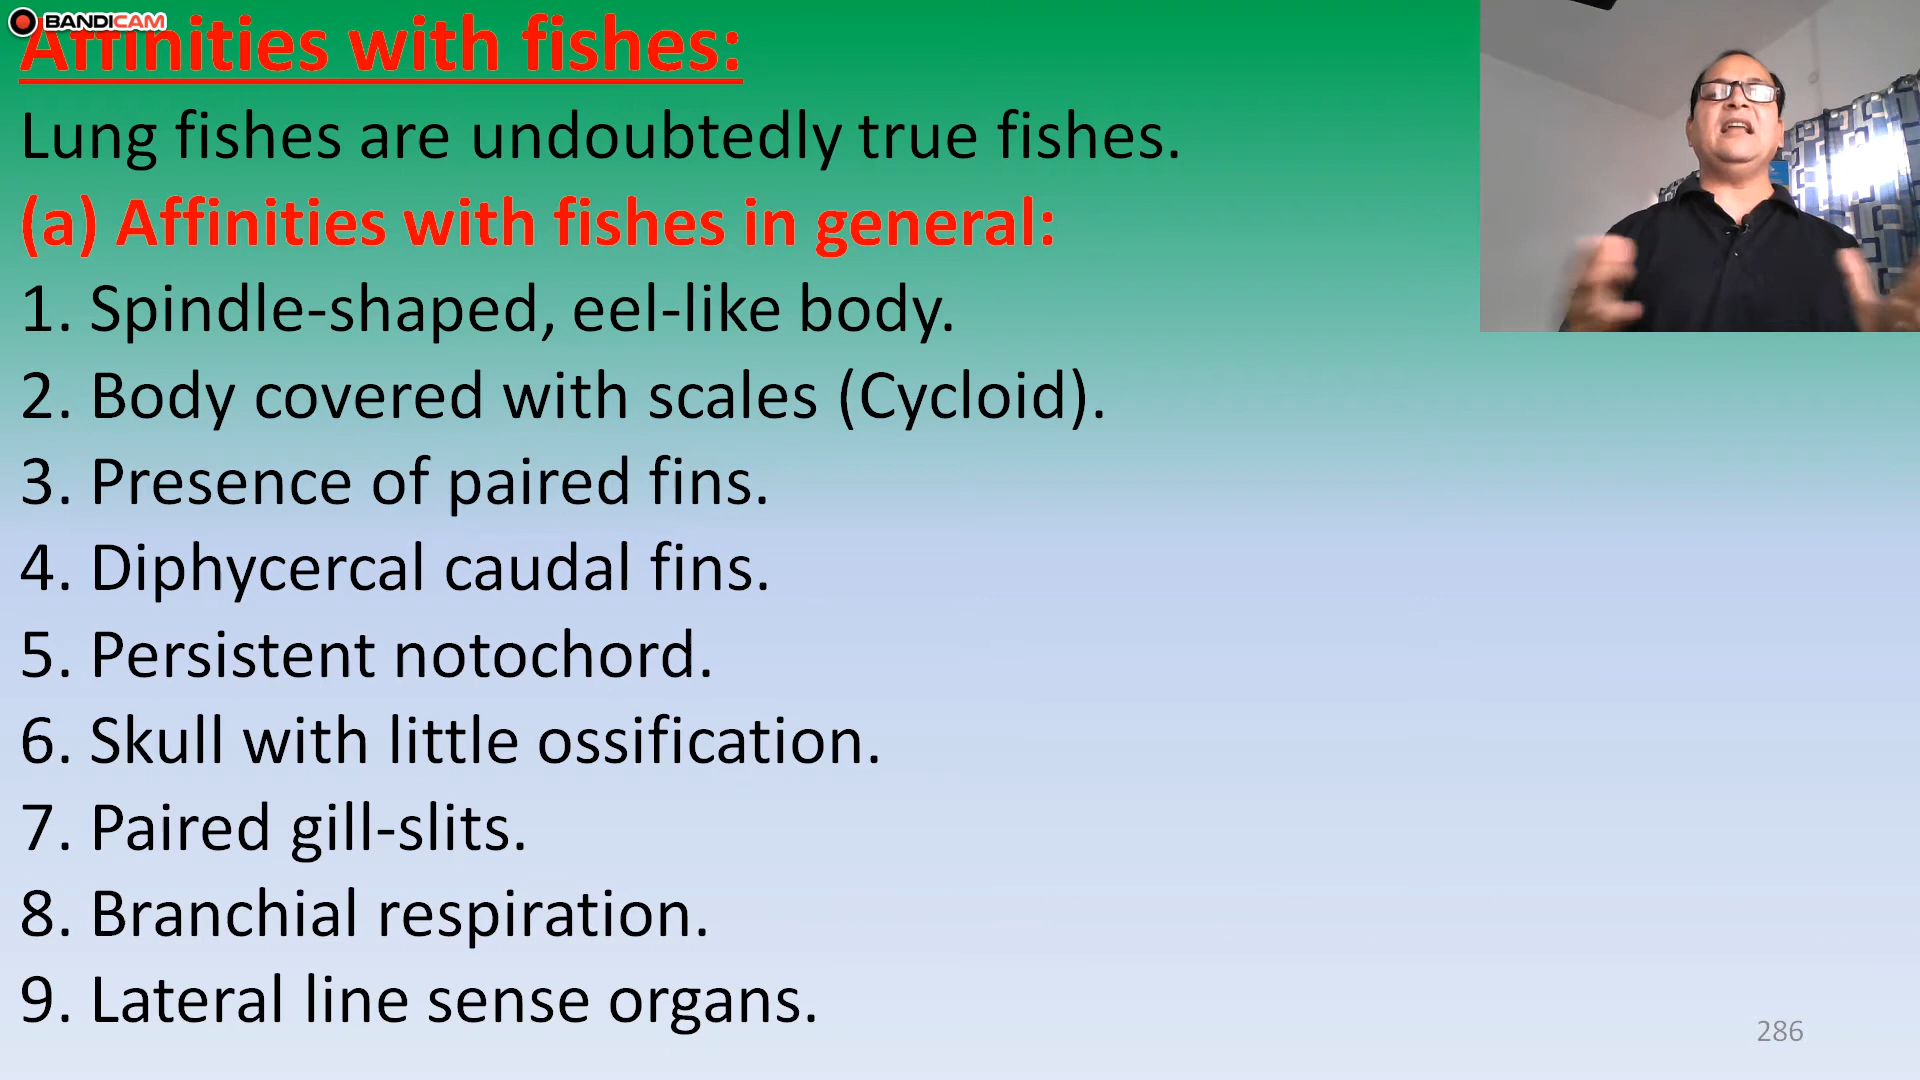 BANDICAM
Affinities with fishes:
Lung fishes are undoubtedly true fishes.
(a) Affinities with fishes in general:
1. Spindle-shaped, eel-like body.
2. Body covered with scales (Cycloid).
3. Presence of paired fins.
4. Diphycercal caudal fins.
5. Persistent notochord.
6. Skull with little ossification.
7. Paired gill-slits.
8. Branchial respiration.
9. Lateral line sense organs.
286